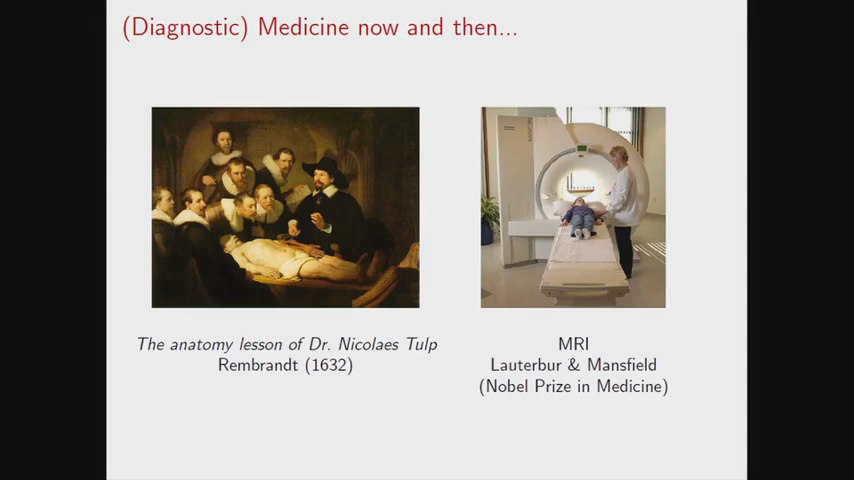 (Diagnostic) Medicine now and then...
The anatomy lesson of Dr. Nicolaes Tulp
Rembrandt (1632)
MRI
Lauterbur & Mansfield
(Nobel Prize in Medicine)